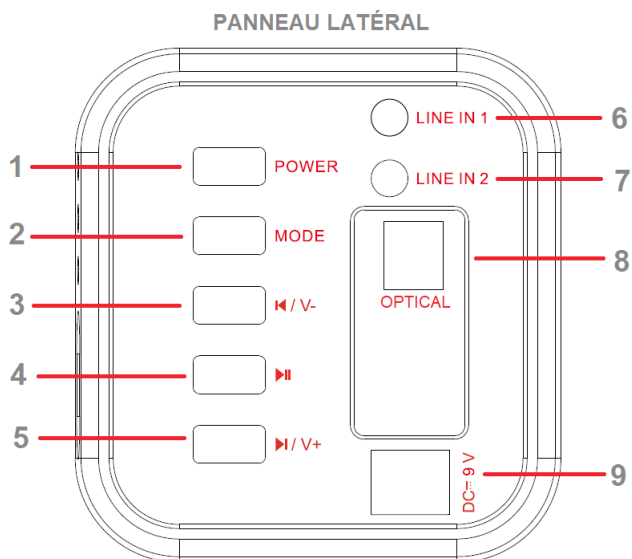 PANNEAU LATÉRAL
1 POWER
2 MODE
3 ⏮ / V-
4 ⏯
5 ⏭ / V+
LINE IN 1 6
LINE IN 2 7
OPTICAL 8
DC⎓ 9 V 9